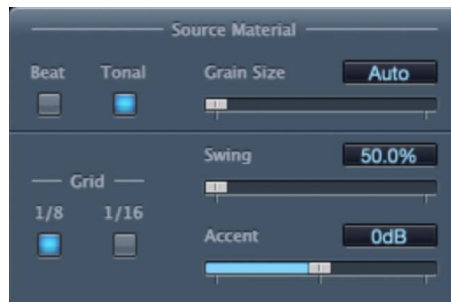 Source Material
Beat Tonal Grain Size Auto
Swing 50.0%
Grid
1/8 1/16
Accent 0dB